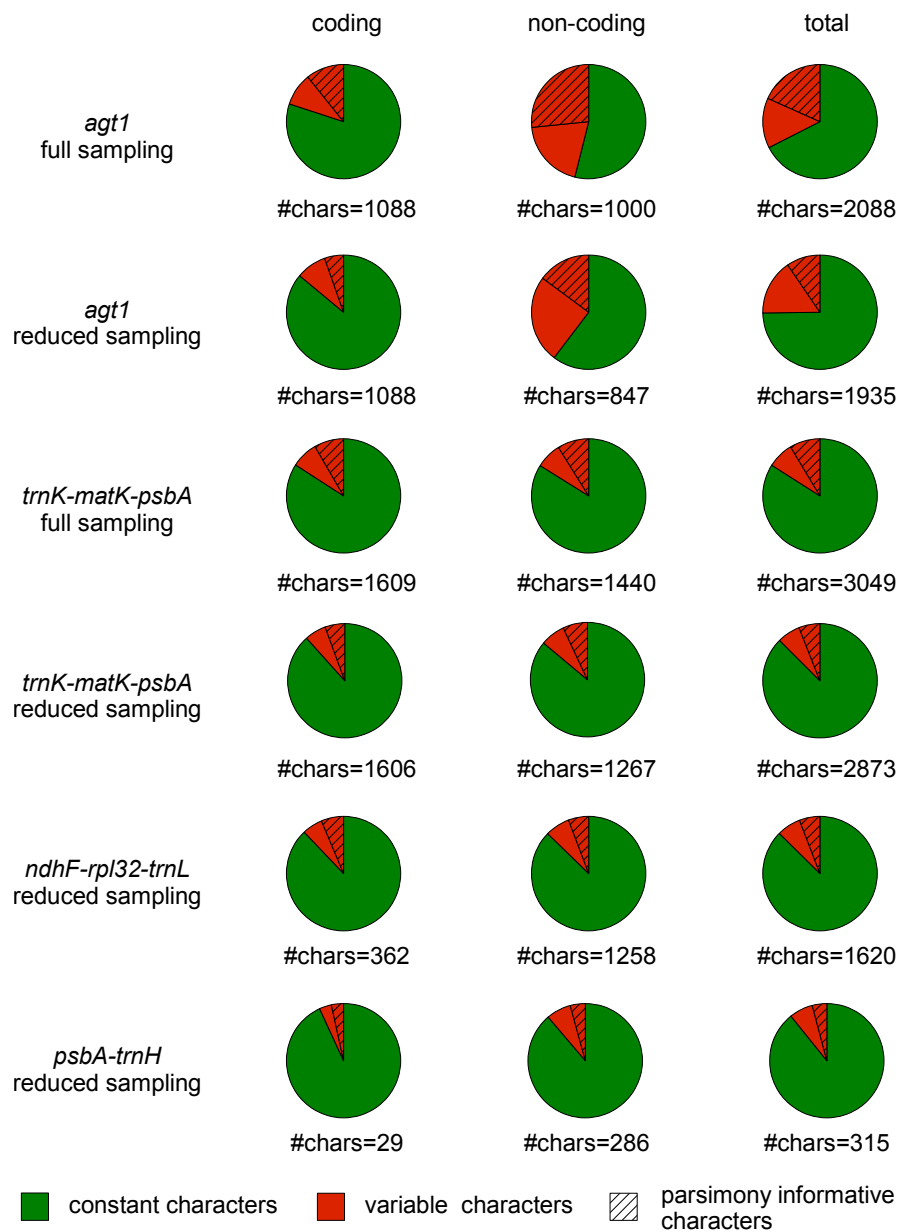 coding non-coding total
agt1
full sampling
#chars=1088 #chars=1000 #chars=2088
agt1
reduced sampling
#chars=1088 #chars=847 #chars=1935
trnK-matK-psbA
full sampling
#chars=1609 #chars=1440 #chars=3049
trnK-matK-psbA
reduced sampling
#chars=1606 #chars=1267 #chars=2873
ndhF-rpl32-trnL
reduced sampling
#chars=362 #chars=1258 #chars=1620
psbA-trnH
reduced sampling
#chars=29 #chars=286 #chars=315
constant characters variable characters parsimony informative
characters